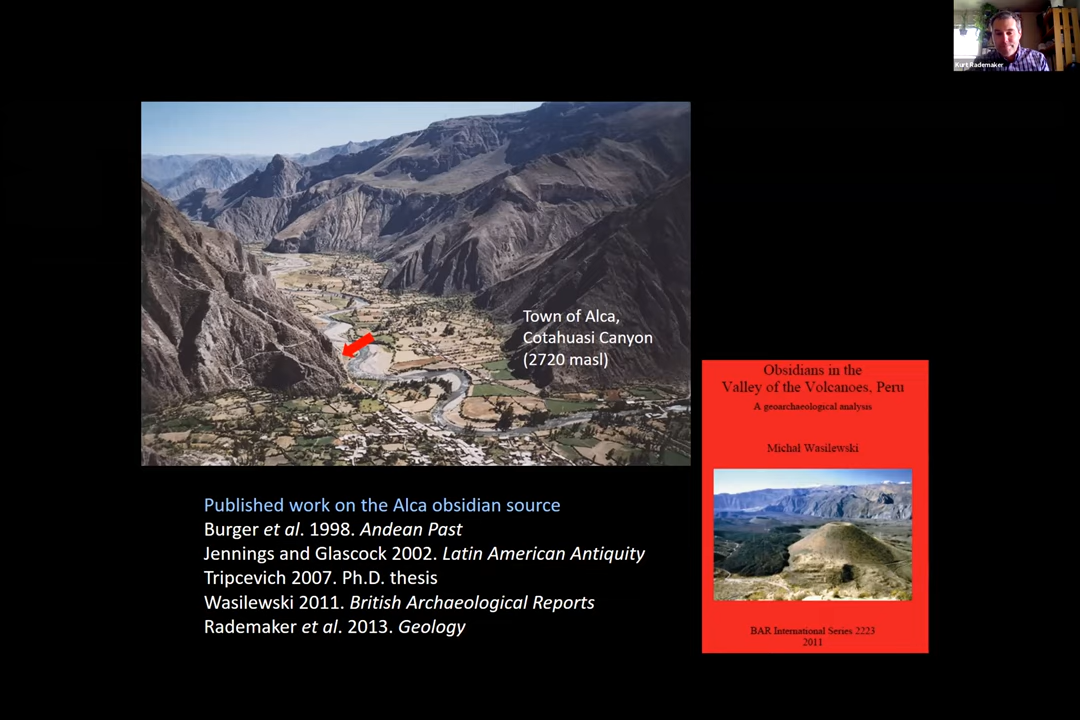 Kurt Rademaker
Town of Alca,
Cotahuasi Canyon
(2720 masl)
Obsidians in the
Valley of the Volcanoes, Peru
A geoarchaeological analysis
Michał Wasilewski
BAR International Series 2223
2011
Published work on the Alca obsidian source
Burger et al. 1998. Andean Past
Jennings and Glascock 2002. Latin American Antiquity
Tripcevich 2007. Ph.D. thesis
Wasilewski 2011. British Archaeological Reports
Rademaker et al. 2013. Geology